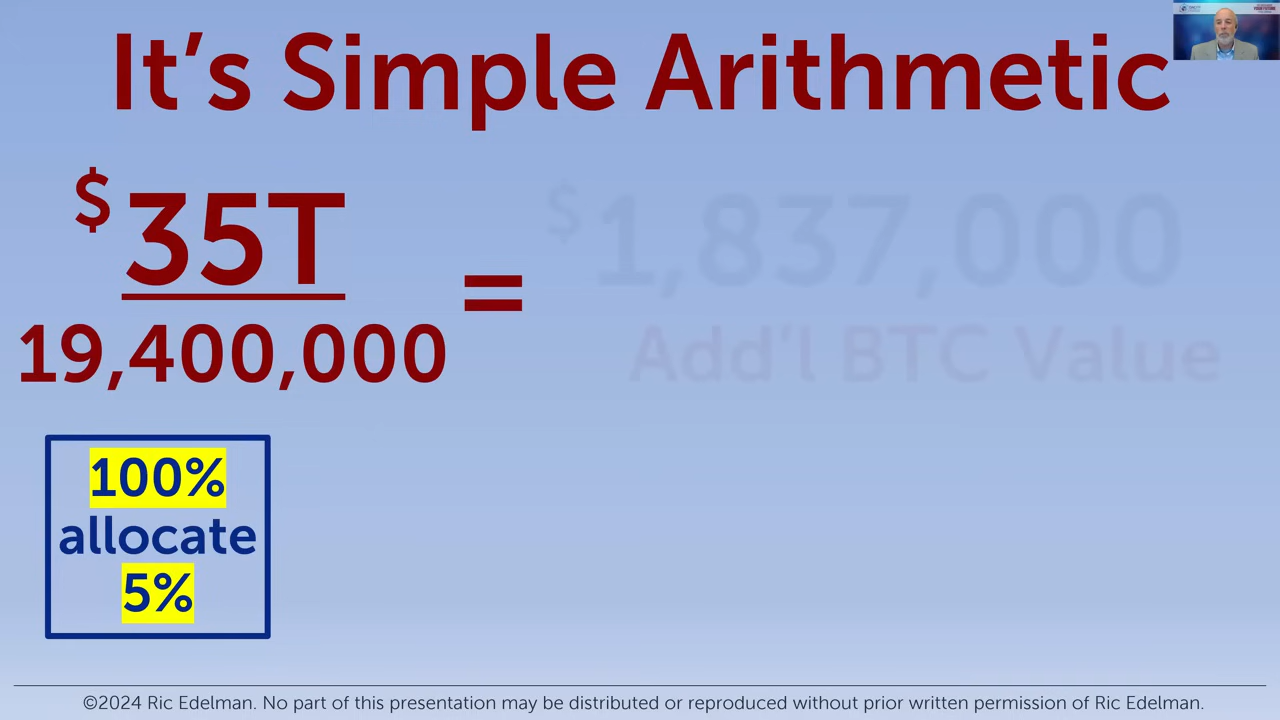 It's Simple Arithmetic
$35T
19,400,000
=
$1,837,000
Add'l BTC Value
100%
allocate
5%
©2024 Ric Edelman. No part of this presentation may be distributed or reproduced without prior written permission of Ric Edelman.